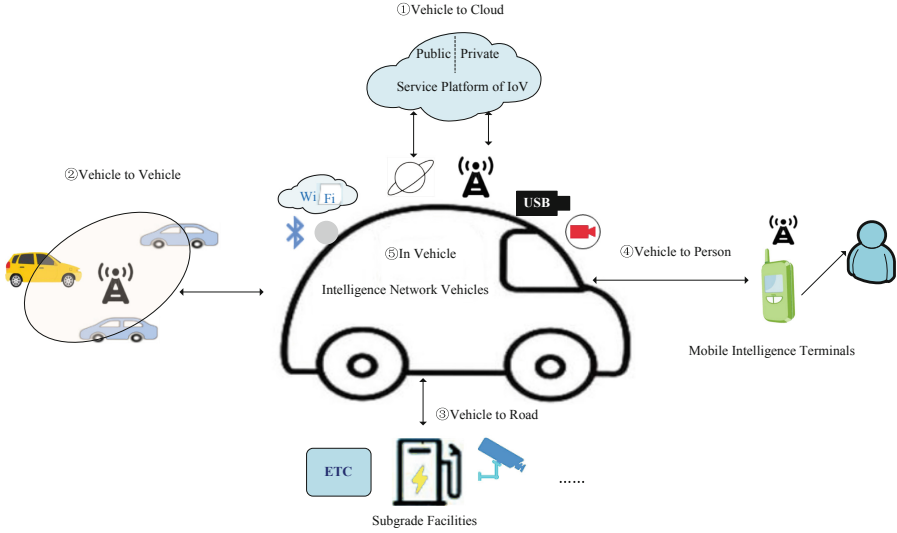 ①Vehicle to Cloud
Public Private
Service Platform of IoV
②Vehicle to Vehicle
Wi Fi
USB
⑤In Vehicle
④Vehicle to Person
Intelligence Network Vehicles
Mobile Intelligence Terminals
③Vehicle to Road
ETC
......
Subgrade Facilities